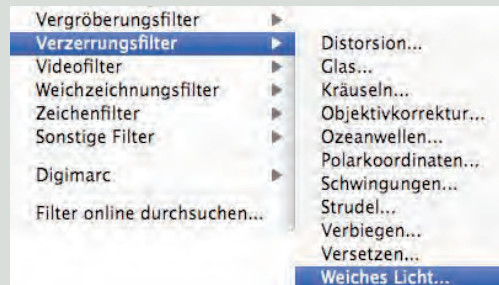 Vergröberungsfilter
Verzerrungsfilter
Videofilter
Weichzeichnungsfilter
Zeichenfilter
Sonstige Filter
Digimarc
Filter online durchsuchen...
Distorsion...
Glas...
Kräuseln...
Objektivkorrektur...
Ozeanwellen...
Polarkoordinaten...
Schwingungen...
Strudel...
Verbiegen...
Versetzen...
Weiches Licht...